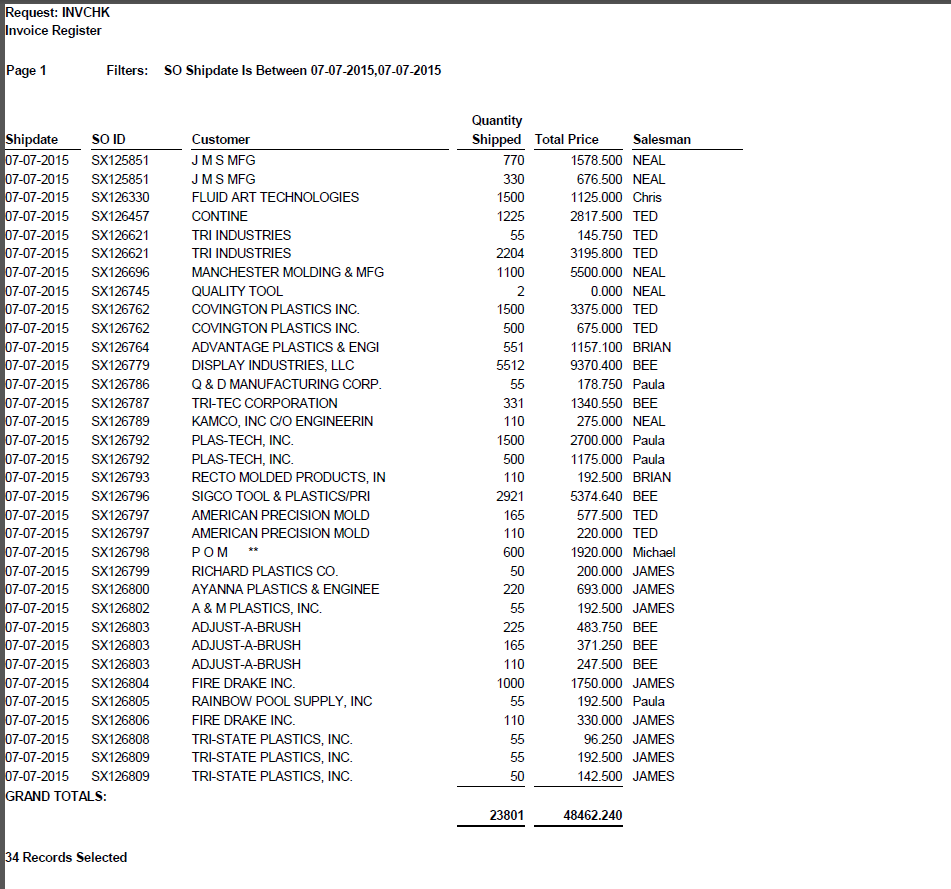 Request: INVCHK
Invoice Register
Page 1 Filters: SO Shipdate Is Between 07-07-2015,07-07-2015
Quantity
Shipdate SO ID Customer Shipped Total Price Salesman
07-07-2015 SX125851 J M S MFG 770 1578.500 NEAL
07-07-2015 SX125851 J M S MFG 330 676.500 NEAL
07-07-2015 SX126330 FLUID ART TECHNOLOGIES 1500 1125.000 Chris
07-07-2015 SX126457 CONTINE 1225 2817.500 TED
07-07-2015 SX126621 TRI INDUSTRIES 55 145.750 TED
07-07-2015 SX126621 TRI INDUSTRIES 2204 3195.800 TED
07-07-2015 SX126696 MANCHESTER MOLDING & MFG 1100 5500.000 NEAL
07-07-2015 SX126745 QUALITY TOOL 2 0.000 NEAL
07-07-2015 SX126762 COVINGTON PLASTICS INC. 1500 3375.000 TED
07-07-2015 SX126762 COVINGTON PLASTICS INC. 500 675.000 TED
07-07-2015 SX126764 ADVANTAGE PLASTICS & ENGI 551 1157.100 BRIAN
07-07-2015 SX126779 DISPLAY INDUSTRIES, LLC 5512 9370.400 BEE
07-07-2015 SX126786 Q & D MANUFACTURING CORP. 55 178.750 Paula
07-07-2015 SX126787 TRI-TEC CORPORATION 331 1340.550 BEE
07-07-2015 SX126789 KAMCO, INC C/O ENGINEERIN 110 275.000 NEAL
07-07-2015 SX126792 PLAS-TECH, INC. 1500 2700.000 Paula
07-07-2015 SX126792 PLAS-TECH, INC. 500 1175.000 Paula
07-07-2015 SX126793 RECTO MOLDED PRODUCTS, IN 110 192.500 BRIAN
07-07-2015 SX126796 SIGCO TOOL & PLASTICS/PRI 2921 5374.640 BEE
07-07-2015 SX126797 AMERICAN PRECISION MOLD 165 577.500 TED
07-07-2015 SX126797 AMERICAN PRECISION MOLD 110 220.000 TED
07-07-2015 SX126798 P O M ** 600 1920.000 Michael
07-07-2015 SX126799 RICHARD PLASTICS CO. 50 200.000 JAMES
07-07-2015 SX126800 AYANNA PLASTICS & ENGINEE 220 693.000 JAMES
07-07-2015 SX126802 A & M PLASTICS, INC. 55 192.500 JAMES
07-07-2015 SX126803 ADJUST-A-BRUSH 225 483.750 BEE
07-07-2015 SX126803 ADJUST-A-BRUSH 165 371.250 BEE
07-07-2015 SX126803 ADJUST-A-BRUSH 110 247.500 BEE
07-07-2015 SX126804 FIRE DRAKE INC. 1000 1750.000 JAMES
07-07-2015 SX126805 RAINBOW POOL SUPPLY, INC 55 192.500 Paula
07-07-2015 SX126806 FIRE DRAKE INC. 110 330.000 JAMES
07-07-2015 SX126808 TRI-STATE PLASTICS, INC. 55 96.250 JAMES
07-07-2015 SX126809 TRI-STATE PLASTICS, INC. 55 192.500 JAMES
07-07-2015 SX126809 TRI-STATE PLASTICS, INC. 50 142.500 JAMES
GRAND TOTALS:
23801 48462.240
34 Records Selected